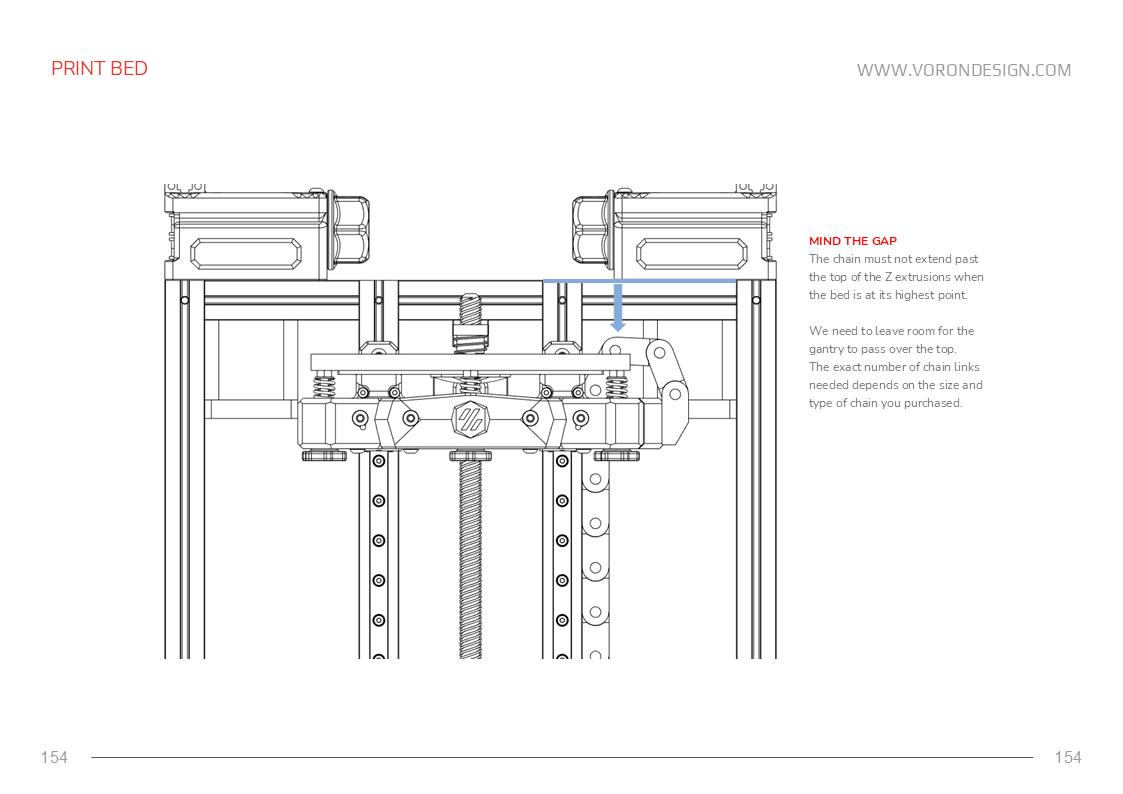 PRINT BED
WWW.VORONDESIGN.COM
MIND THE GAP
The chain must not extend past
the top of the Z extrusions when
the bed is at its highest point.
We need to leave room for the
gantry to pass over the top.
The exact number of chain links
needed depends on the size and
type of chain you purchased.
154
154